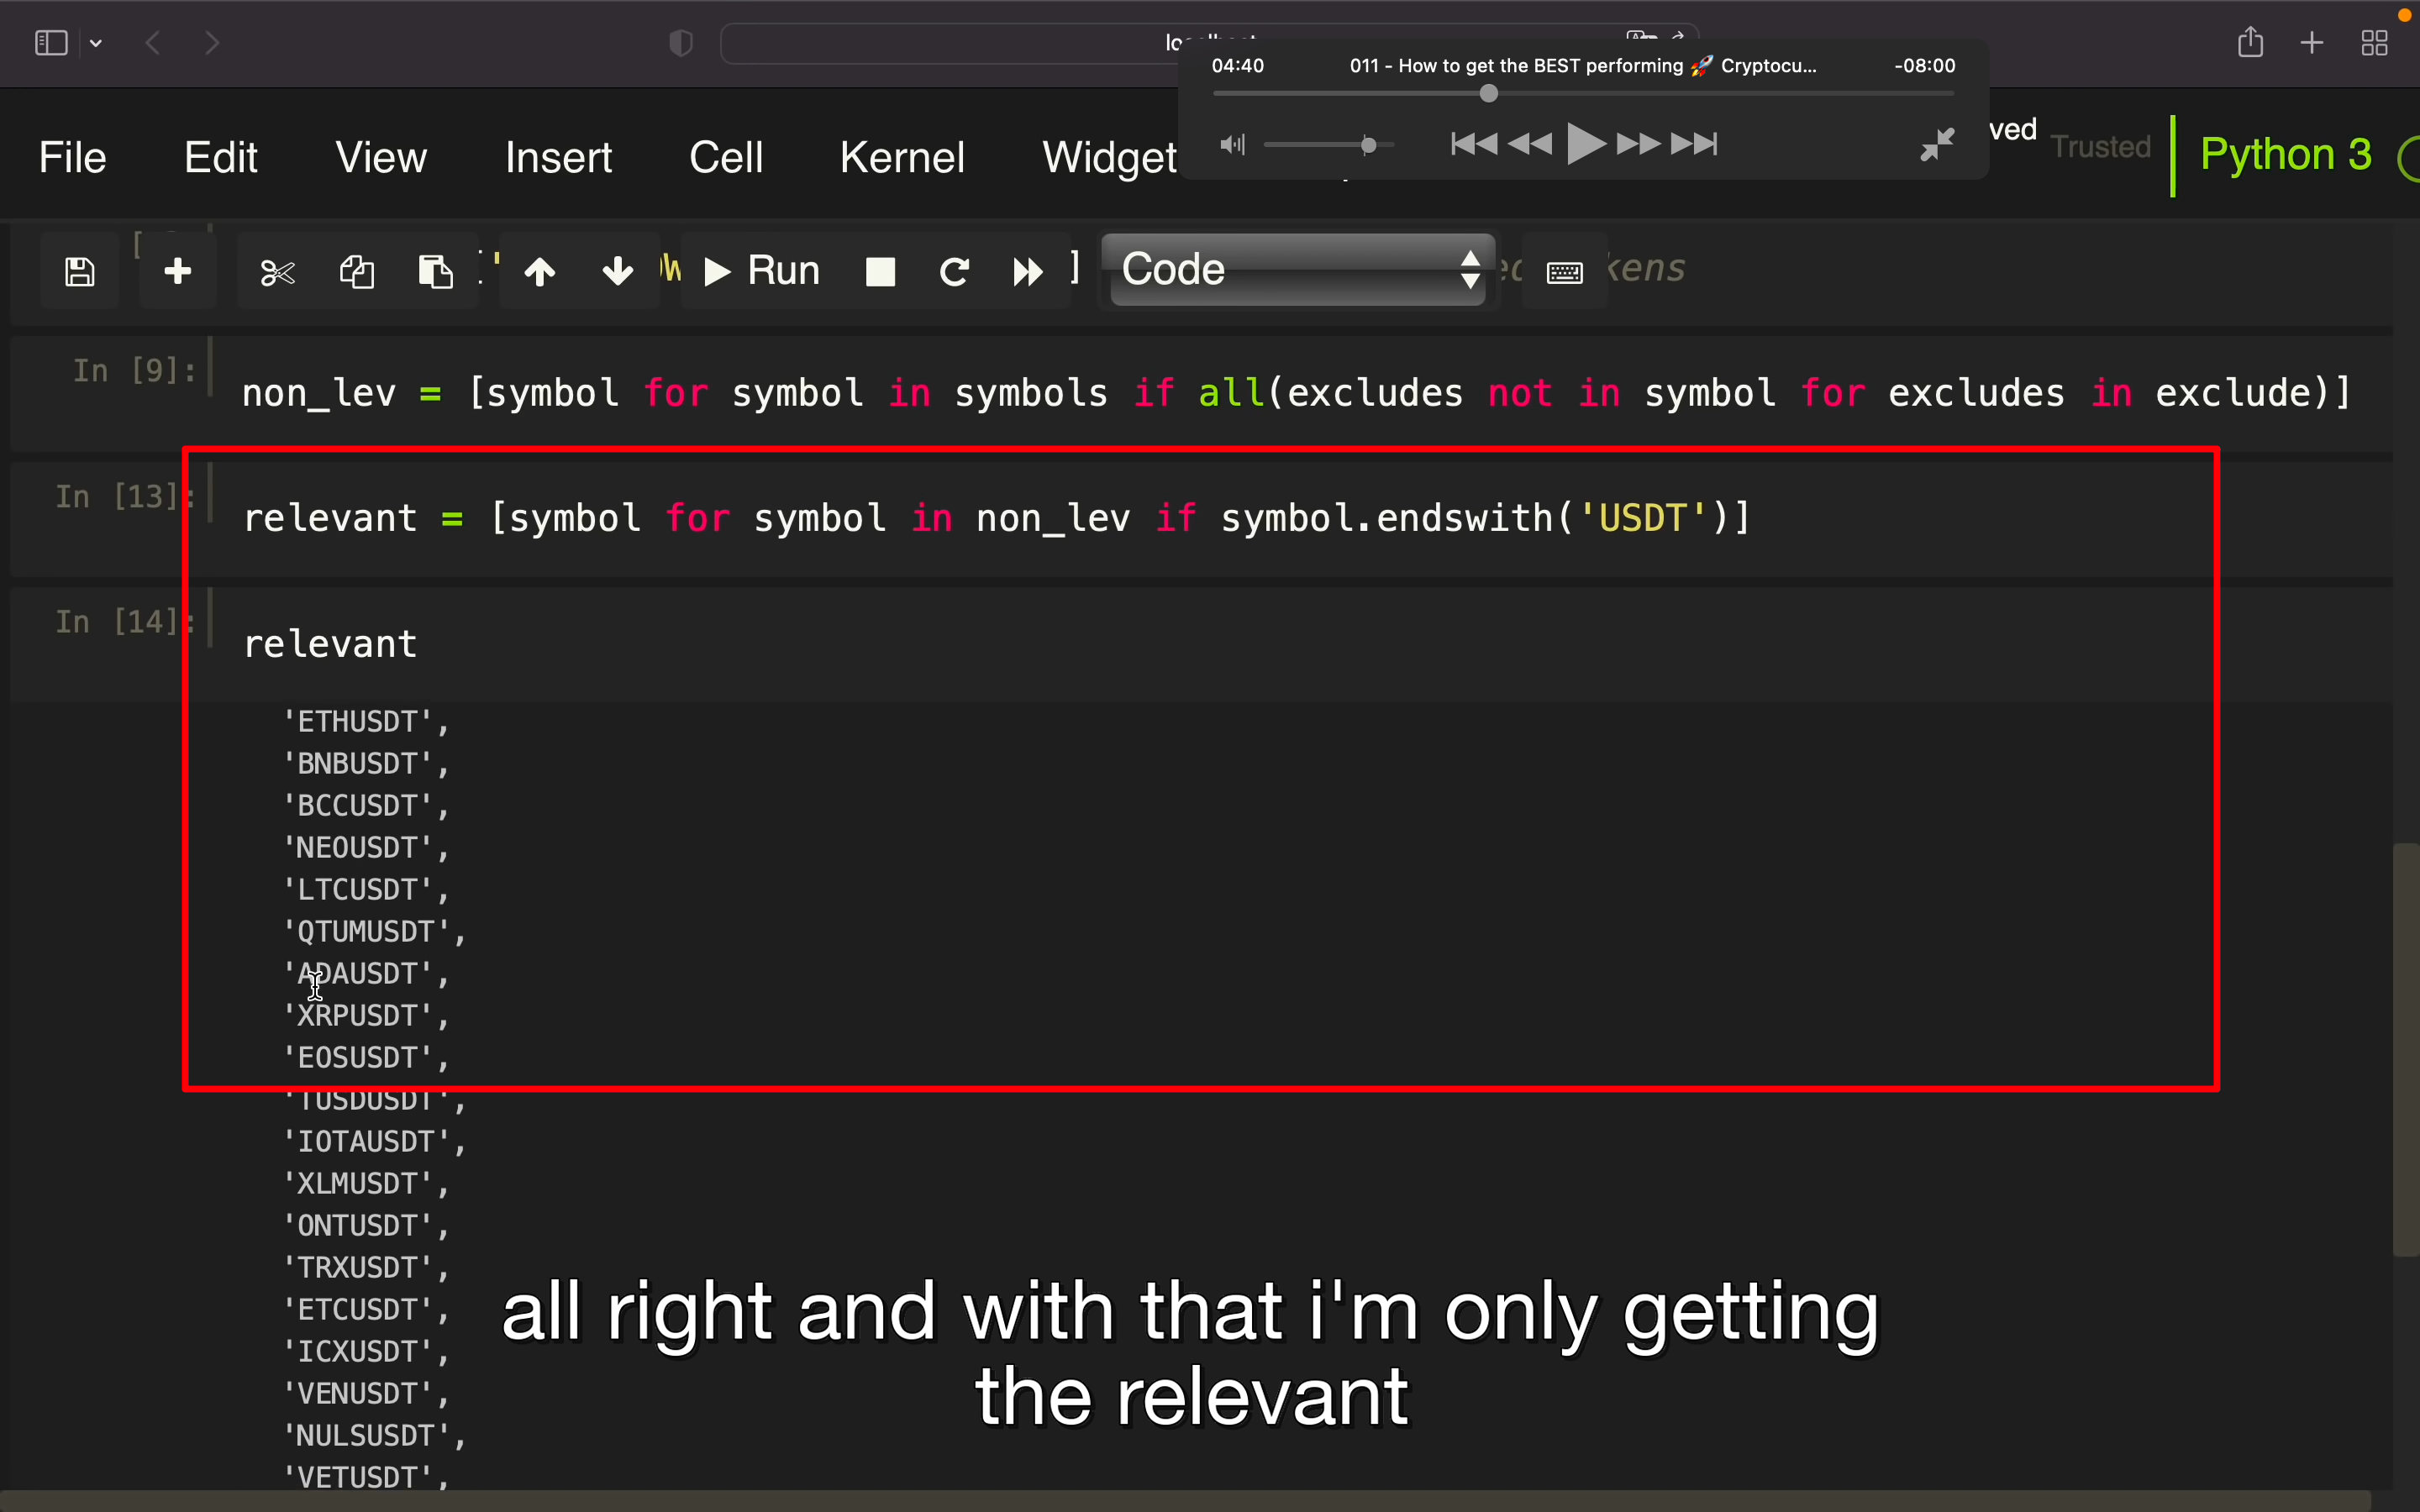 04:40 011 - How to get the BEST performing 🚀 Cryptocu... -08:00
File Edit View Insert Cell Kernel Widget Trusted Python 3
Run Code
In [9]: non_lev = [symbol for symbol in symbols if all(excludes not in symbol for excludes in exclude)]
In [13]: relevant = [symbol for symbol in non_lev if symbol.endswith('USDT')]
In [14]: relevant
'ETHUSDT',
'BNBUSDT',
'BCCUSDT',
'NEOUSDT',
'LTCUSDT',
'QTUMUSDT',
'ADAUSDT',
'XRPUSDT',
'EOSUSDT',
'TUSDUSDT',
'IOTAUSDT',
'XLMUSDT',
'ONTUSDT',
'TRXUSDT',
'ETCUSDT',
'ICXUSDT',
'VENUSDT',
'NULSUSDT',
'VETUSDT',
all right and with that i'm only getting
the relevant